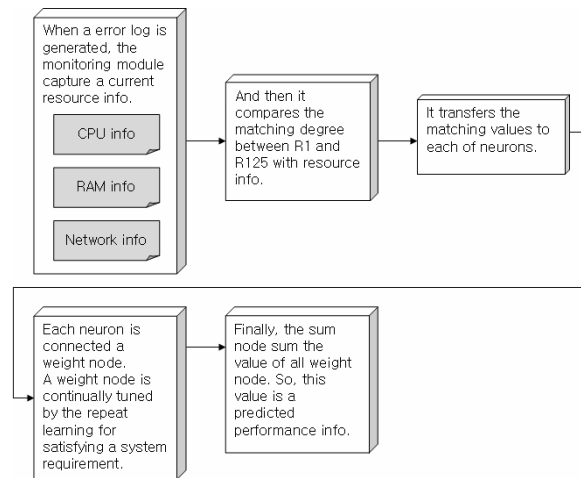 When a error log is
generated, the
monitoring module
capture a current
resource info.
CPU info
RAM info
Network info
And then it
compares the
matching degree
between R1 and
R125 with resource
info.
It transfers the
matching values to
each of neurons.
Each neuron is
connected a
weight node.
A weight node is
continually tuned
by the repeat
learning for
satisfying a system
requirement.
Finally, the sum
node sum the
value of all weight
node. So, this
value is a
predicted
performance info.